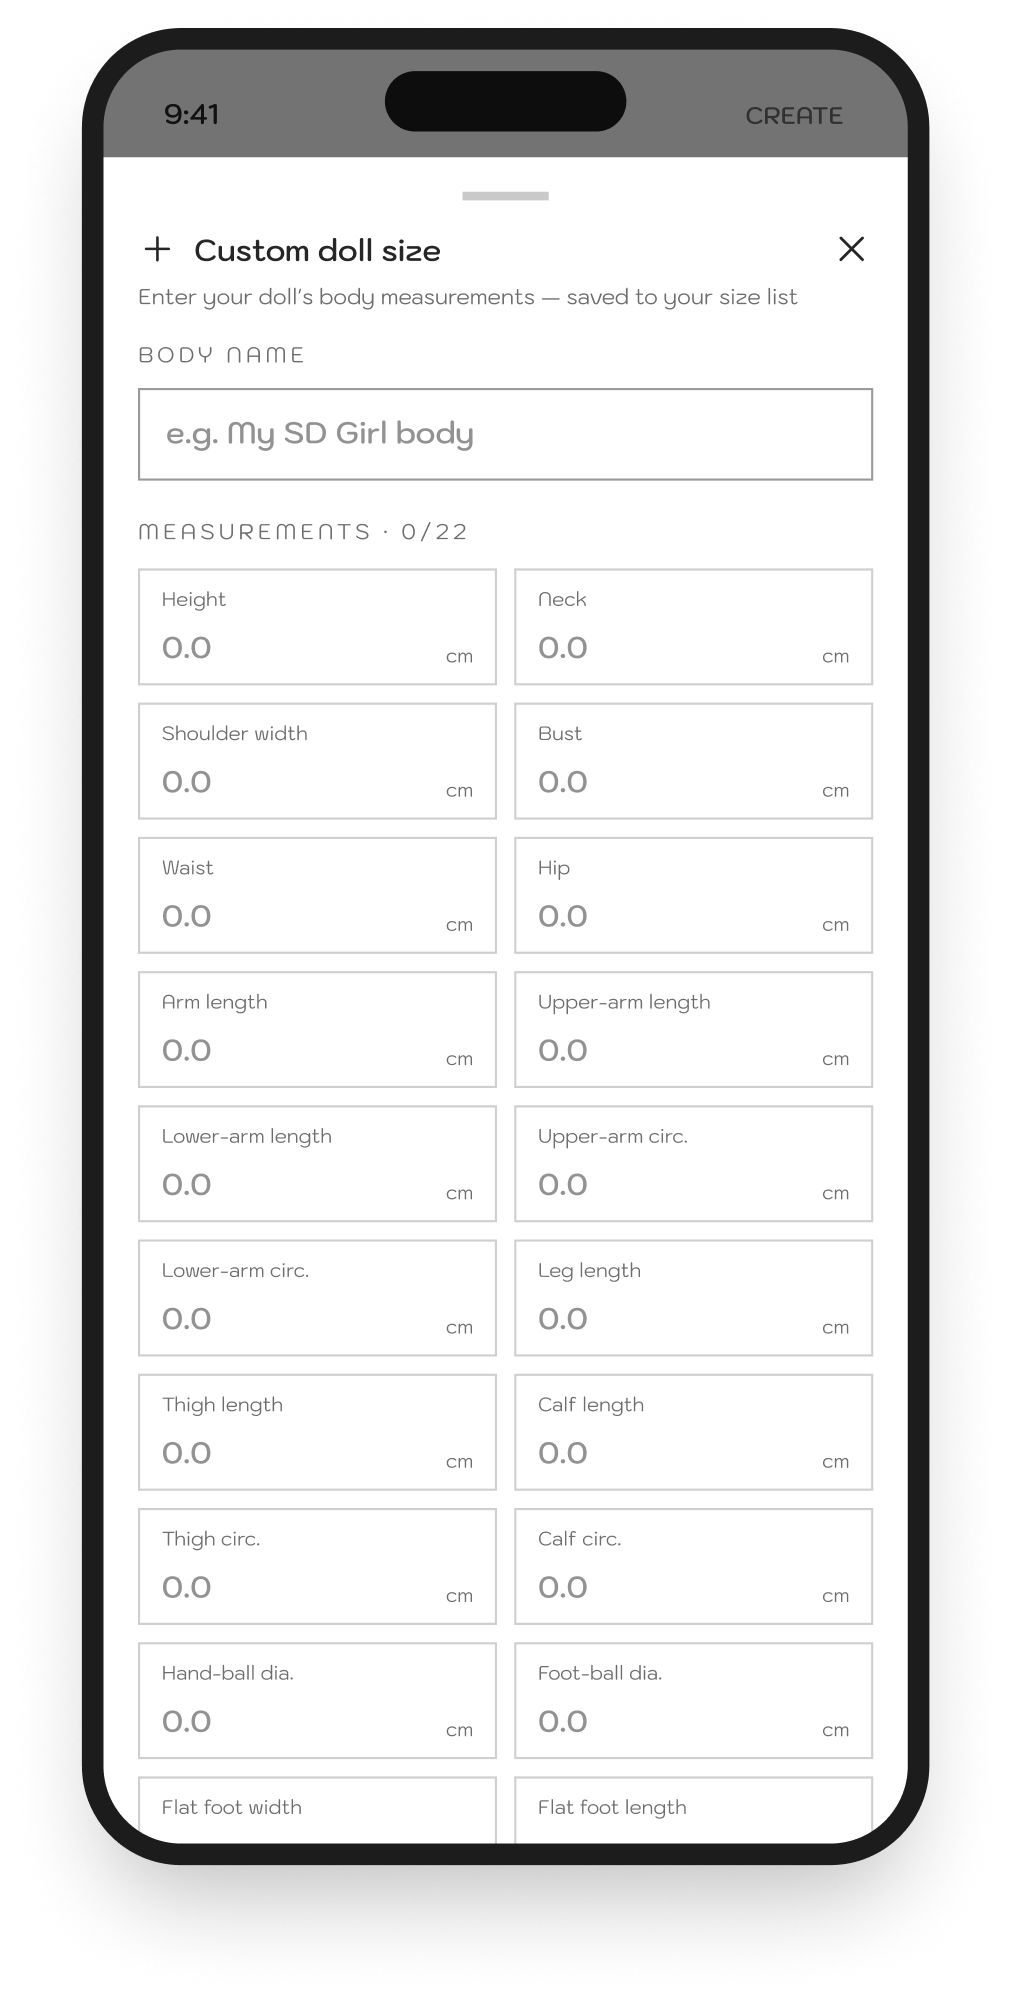 9:41 CREATE
Custom doll size
Enter your doll's body measurements — saved to your size list
BODY NAME
e.g. My SD Girl body
MEASUREMENTS · 0/22
Height Neck
0.0 cm 0.0 cm
Shoulder width Bust
0.0 cm 0.0 cm
Waist Hip
0.0 cm 0.0 cm
Arm length Upper-arm length
0.0 cm 0.0 cm
Lower-arm length Upper-arm circ.
0.0 cm 0.0 cm
Lower-arm circ. Leg length
0.0 cm 0.0 cm
Thigh length Calf length
0.0 cm 0.0 cm
Thigh circ. Calf circ.
0.0 cm 0.0 cm
Hand-ball dia. Foot-ball dia.
0.0 cm 0.0 cm
Flat foot width Flat foot length